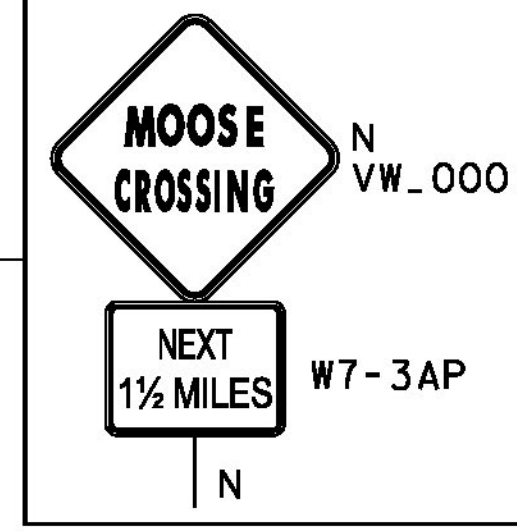 MOOSE
CROSSING
N
VW_000
NEXT
1½ MILES
W7-3AP
N